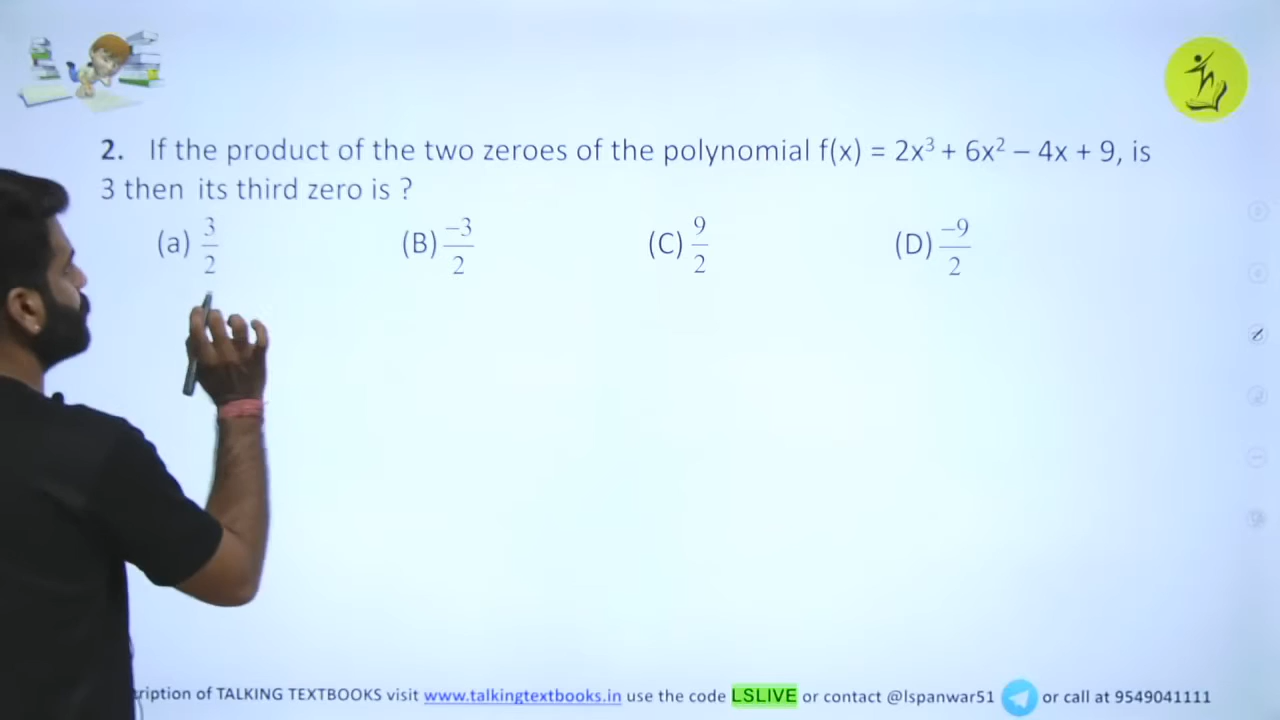 2. If the product of the two zeroes of the polynomial f(x) = 2x³ + 6x² – 4x + 9, is
3 then its third zero is ?
(a) 3/2 (B) −3/2 (C) 9/2 (D) −9/2
ription of TALKING TEXTBOOKS visit www.talkingtextbooks.in use the code LSLIVE or contact @lspanwar51 or call at 9549041111